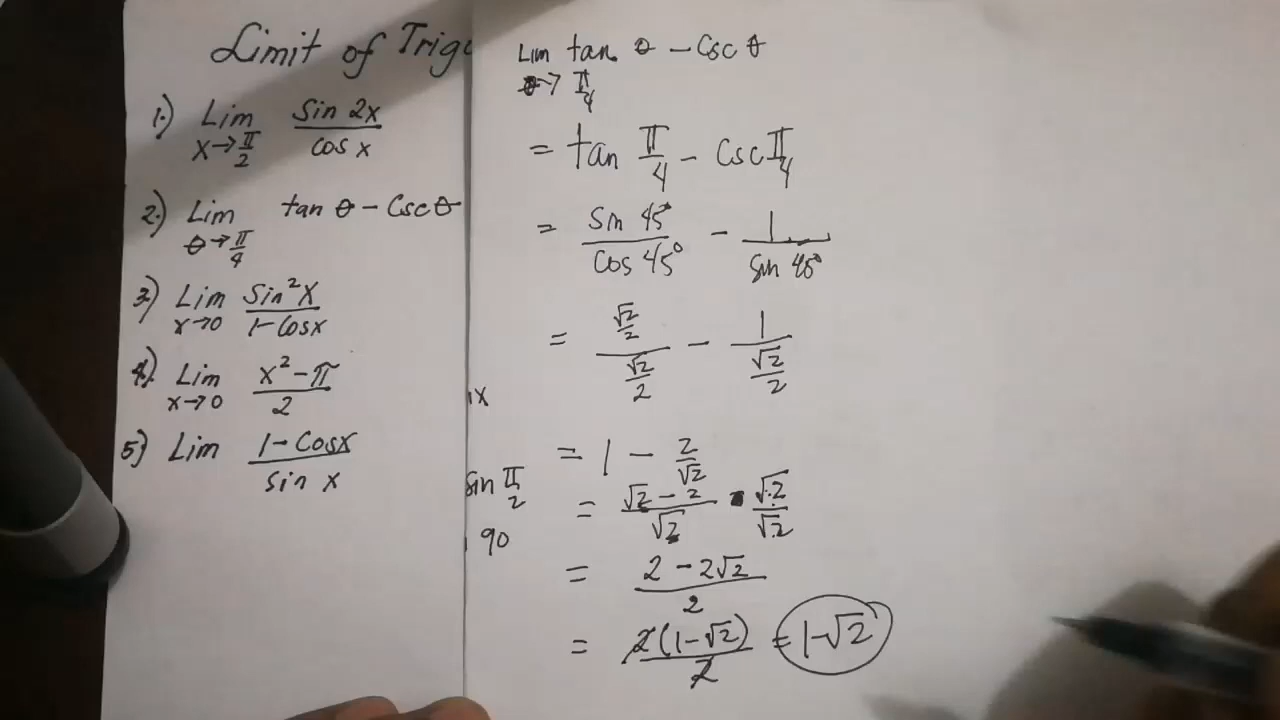 Limit of Trigo
1.) Lim x→π/2 sin 2x / cos x
2.) Lim θ→π/4 tan θ - Csc θ
3) Lim x→0 Sin²x / 1-Cosx
4.) Lim x→0 x²-π / 2
5) Lim 1-Cosx / sin x
ix
sin π/2
90
Lim tan θ - Csc θ
θ→ π/4
= tan π/4 - Csc π/4
= Sin 45° / Cos 45° - 1 / Sin 45°
= √2/2 / √2/2 - 1 / √2/2
= 1 - 2/√2
= √2-2 / √2 · √2/√2
= 2-2√2 / 2
= 2(1-√2) / 2 = 1-√2